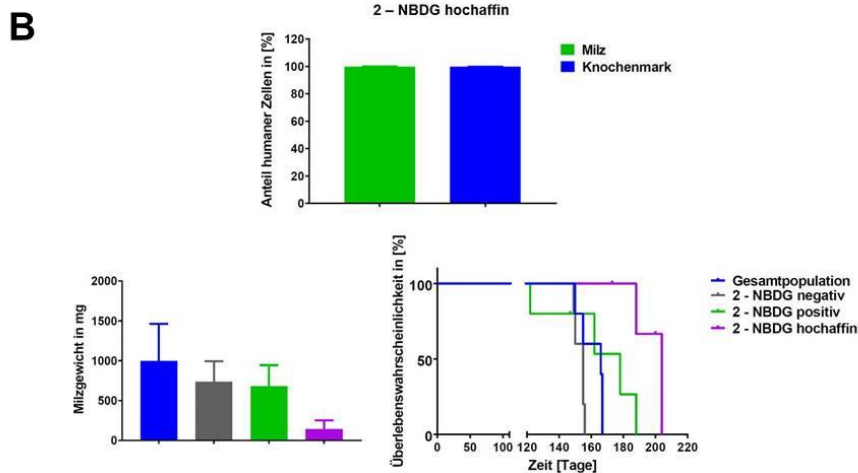 B
2 – NBDG hochaffin
Anteil humaner Zellen in [%]
120
100
80
60
40
20
0
Milz
Knochenmark
Milzgewicht in mg
2000
1500
1000
500
0
Überlebenswahrscheinlichkeit in [%]
100
50
0
0 50 100 120 140 160 180 200 220
Zeit [Tage]
Gesamtpopulation
2 - NBDG negativ
2 - NBDG positiv
2 - NBDG hochaffin